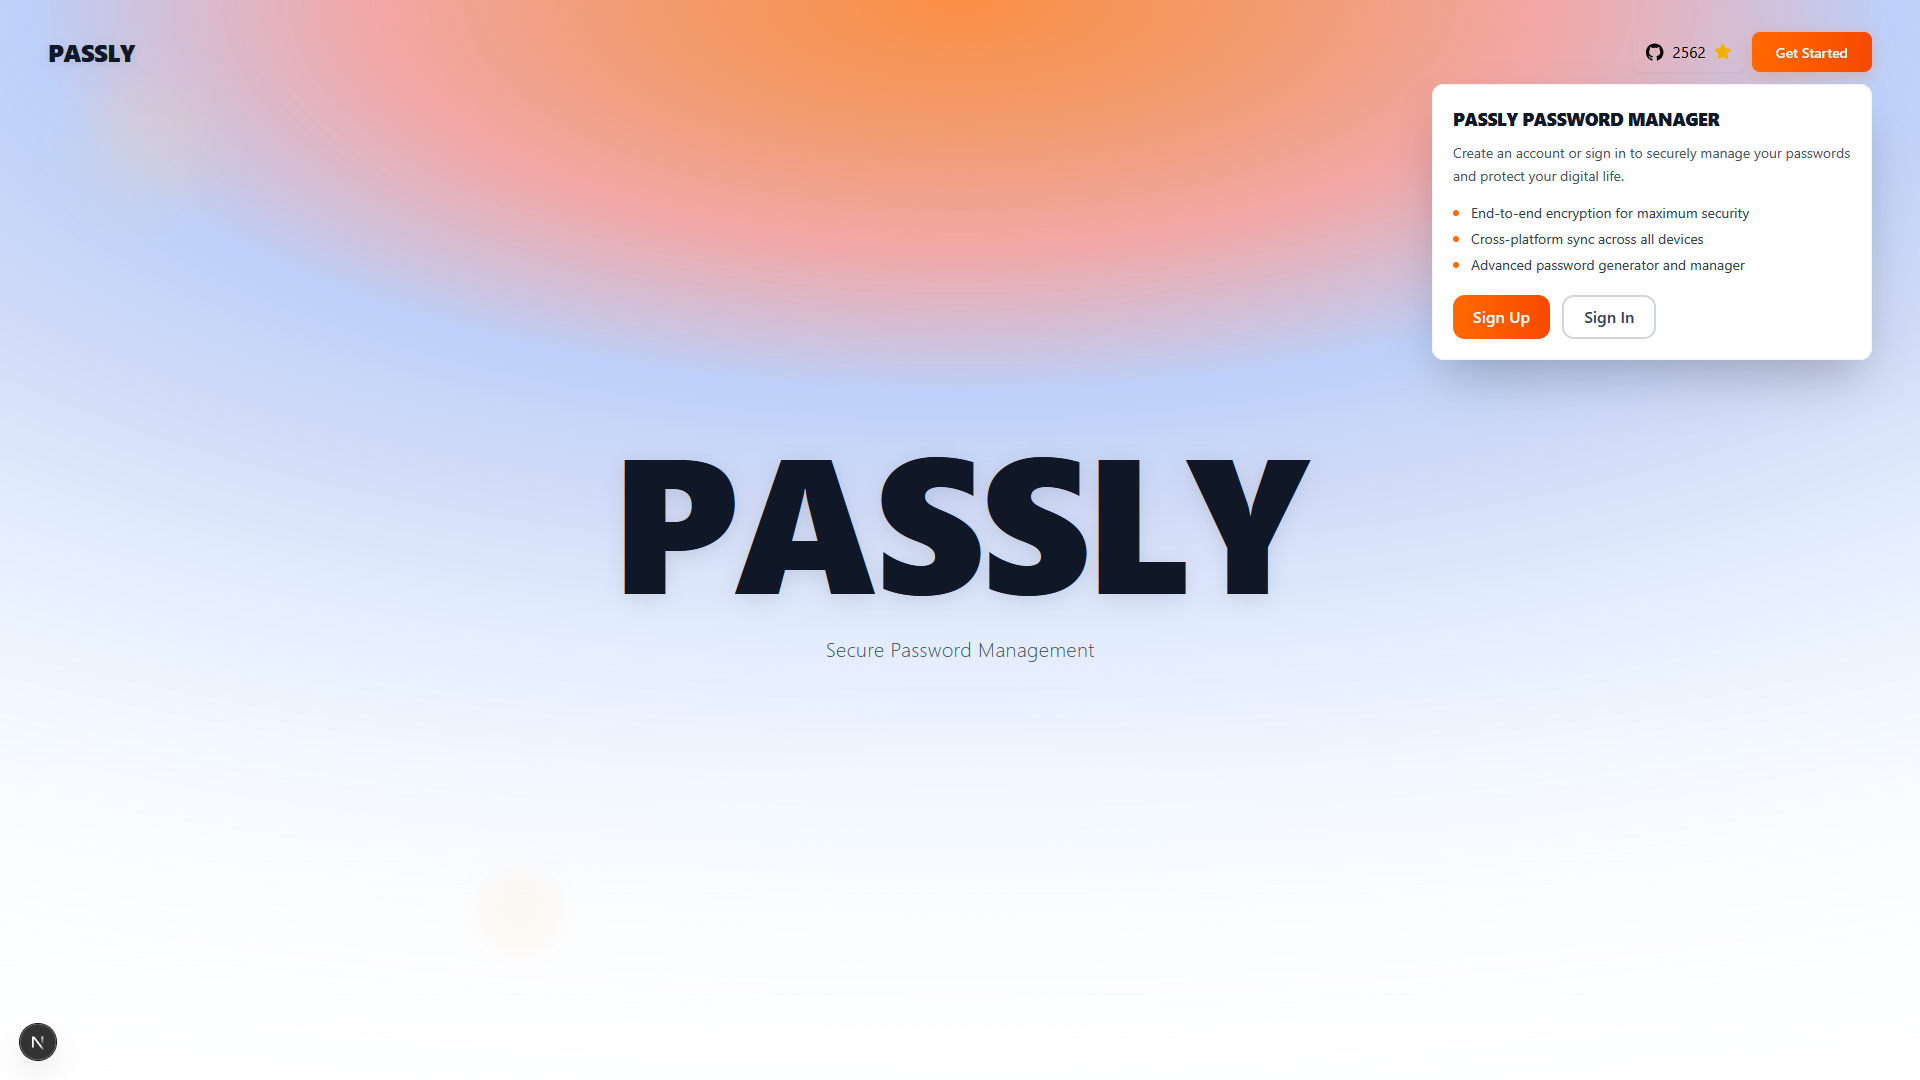 PASSLY
2562
Get Started
PASSLY PASSWORD MANAGER
Create an account or sign in to securely manage your passwords
and protect your digital life.
End-to-end encryption for maximum security
Cross-platform sync across all devices
Advanced password generator and manager
Sign Up
Sign In
PASSLY
Secure Password Management
N